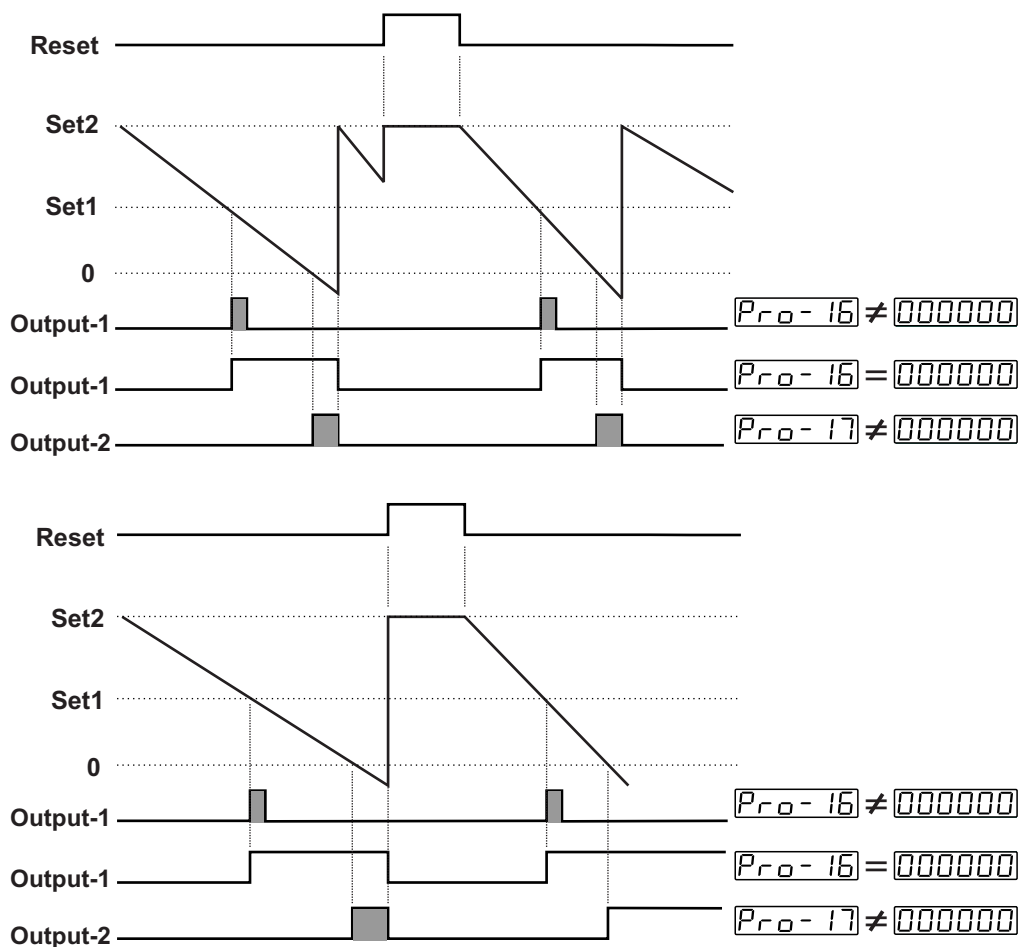 Reset
Set2
Set1
0
Output-1 Pro-16 ≠ 000000
Output-1 Pro-16 = 000000
Output-2 Pro-17 ≠ 000000
Reset
Set2
Set1
0
Output-1 Pro-16 ≠ 000000
Output-1 Pro-16 = 000000
Output-2 Pro-17 ≠ 000000